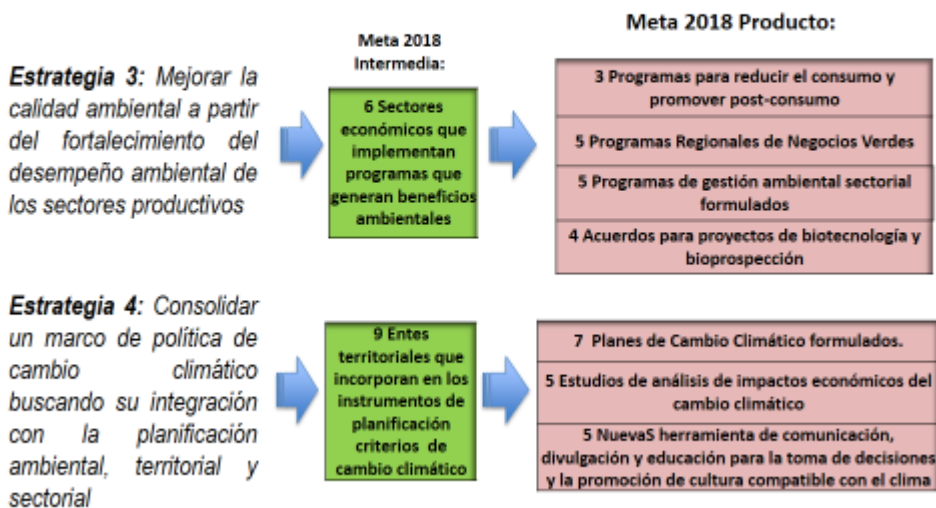 Meta 2018 Producto:
Meta 2018
Intermedia:
Estrategia 3: Mejorar la
calidad ambiental a partir
del fortalecimiento del
desempeño ambiental de
los sectores productivos
6 Sectores
económicos que
implementan
programas que
generan beneficios
ambientales
3 Programas para reducir el consumo y
promover post-consumo
5 Programas Regionales de Negocios Verdes
5 Programas de gestión ambiental sectorial
formulados
4 Acuerdos para proyectos de biotecnología y
bioprospección
Estrategia 4: Consolidar
un marco de política de
cambio climático
buscando su integración
con la planificación
ambiental, territorial y
sectorial
9 Entes
territoriales que
incorporan en los
instrumentos de
planificación
criterios de
cambio climático
7 Planes de Cambio Climático formulados.
5 Estudios de análisis de impactos económicos del
cambio climático
5 NuevaS herramienta de comunicación,
divulgación y educación para la toma de decisiones
y la promoción de cultura compatible con el clima